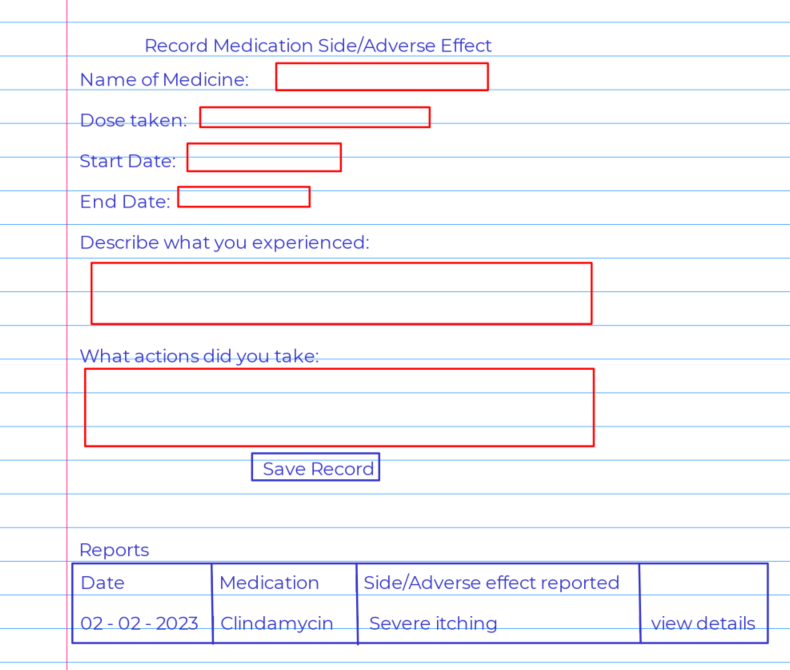 Record Medication Side/Adverse Effect
Name of Medicine:
Dose taken:
Start Date:
End Date:
Describe what you experienced:
What actions did you take:
Save Record
Reports
Date Medication Side/Adverse effect reported
02 - 02 - 2023 Clindamycin Severe itching view details